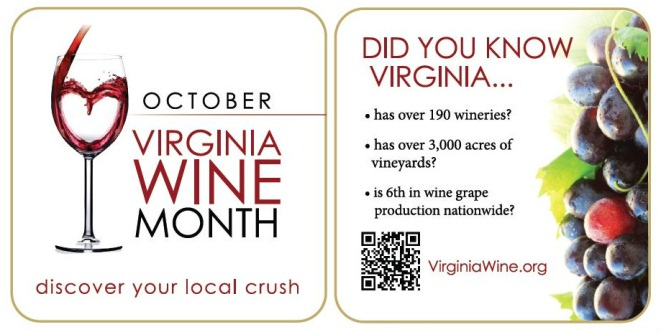 OCTOBER
VIRGINIA
WINE
MONTH
discover your local crush
DID YOU KNOW
VIRGINIA...
• has over 190 wineries?
• has over 3,000 acres of
vineyards?
• is 6th in wine grape
production nationwide?
VirginiaWine.org